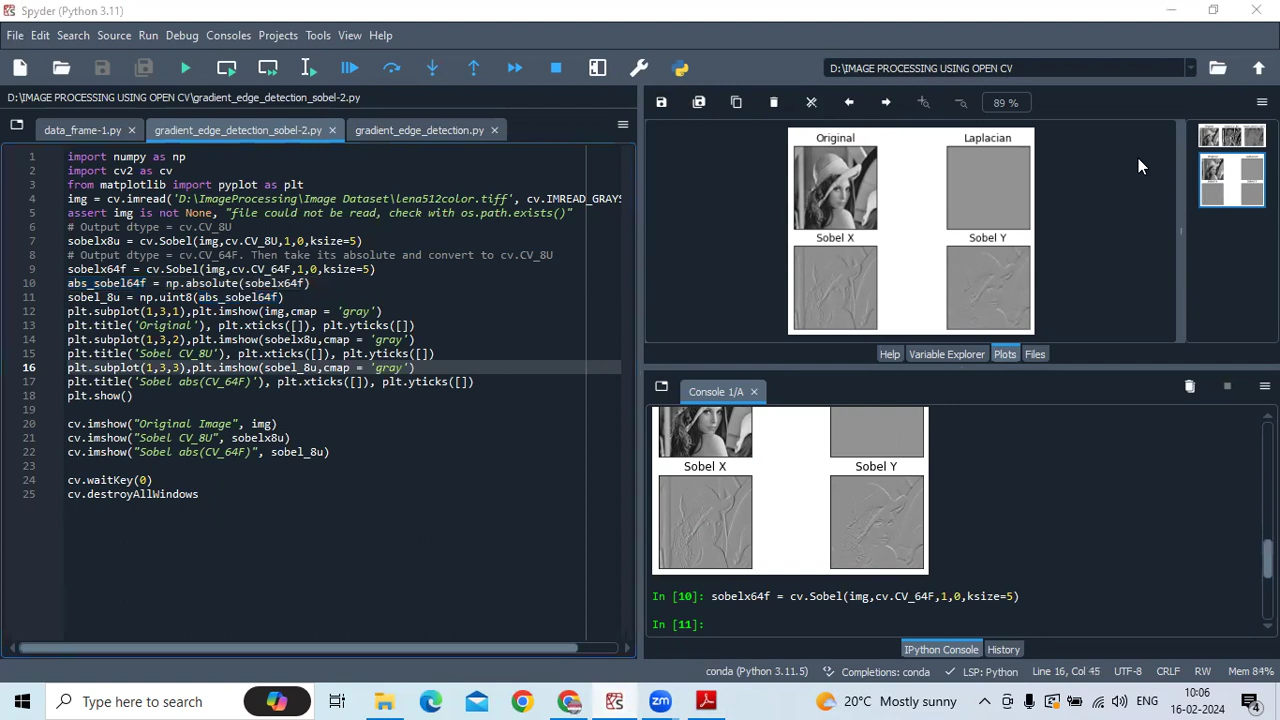 Spyder (Python 3.11)
File Edit Search Source Run Debug Consoles Projects Tools View Help
D:\IMAGE PROCESSING USING OPEN CV
D:\IMAGE PROCESSING USING OPEN CV\gradient_edge_detection_sobel-2.py
data_frame-1.py
gradient_edge_detection_sobel-2.py
gradient_edge_detection.py
1 import numpy as np
2 import cv2 as cv
3 from matplotlib import pyplot as plt
4 img = cv.imread('D:\ImageProcessing\Image Dataset\lena512color.tiff', cv.IMREAD_GRAYS
5 assert img is not None, "file could not be read, check with os.path.exists()"
6 # Output dtype = cv.CV_8U
7 sobelx8u = cv.Sobel(img,cv.CV_8U,1,0,ksize=5)
8 # Output dtype = cv.CV_64F. Then take its absolute and convert to cv.CV_8U
9 sobelx64f = cv.Sobel(img,cv.CV_64F,1,0,ksize=5)
10 abs_sobel64f = np.absolute(sobelx64f)
11 sobel_8u = np.uint8(abs_sobel64f)
12 plt.subplot(1,3,1),plt.imshow(img,cmap = 'gray')
13 plt.title('Original'), plt.xticks([]), plt.yticks([])
14 plt.subplot(1,3,2),plt.imshow(sobelx8u,cmap = 'gray')
15 plt.title('Sobel CV_8U'), plt.xticks([]), plt.yticks([])
16 plt.subplot(1,3,3),plt.imshow(sobel_8u,cmap = 'gray')
17 plt.title('Sobel abs(CV_64F)'), plt.xticks([]), plt.yticks([])
18 plt.show()
19
20 cv.imshow("Original Image", img)
21 cv.imshow("Sobel CV_8U", sobelx8u)
22 cv.imshow("Sobel abs(CV_64F)", sobel_8u)
23
24 cv.waitKey(0)
25 cv.destroyAllWindows
89 %
Original Laplacian
Sobel X Sobel Y
Help Variable Explorer Plots Files
Console 1/A
Sobel X Sobel Y
In [10]: sobelx64f = cv.Sobel(img,cv.CV_64F,1,0,ksize=5)
In [11]:
IPython Console History
conda (Python 3.11.5) Completions: conda LSP: Python Line 16, Col 45 UTF-8 CRLF RW Mem 84%
Type here to search
zm
20°C Mostly sunny
ENG
10:06
16-02-2024
4